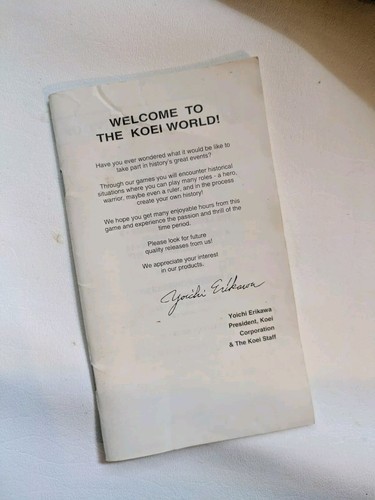 WELCOME TO
THE KOEI WORLD!
Have you ever wondered what it would be like to
take part in history's great events?
Through our games you will encounter historical
situations where you can play many roles - a hero,
warrior, maybe even a ruler, and in the process
create your own history!
We hope you get many enjoyable hours from this
game and experience the passion and thrill of the
time period.
Please look for future
quality releases from us!
We appreciate your interest
in our products.
Yoichi Erikawa
Yoichi Erikawa
President, Koei
Corporation
& The Koei Staff